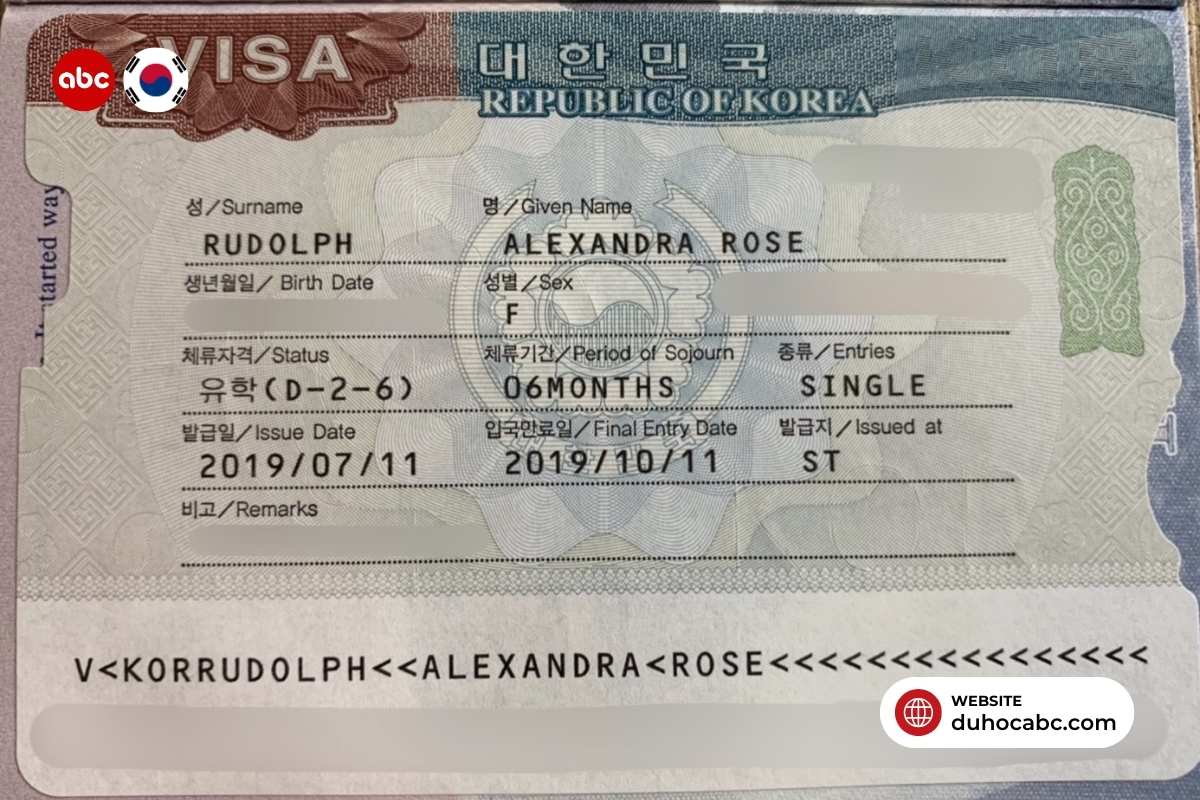 abc
VISA
대한민국
REPUBLIC OF KOREA
tarted way
성/Surname 명/Given Name
RUDOLPH ALEXANDRA ROSE
생년월일/ Birth Date 성별/Sex
F
체류자격/Status 체류기간/Period of Sojourn 종류/Entries
유학(D-2-6) 06MONTHS SINGLE
발급일/Issue Date 입국만료일/Final Entry Date 발급지/Issued at
2019/07/11 2019/10/11 ST
비고/Remarks
V<KORRUDOLPH<<ALEXANDRA<ROSE<<<<<<<<<<<<<<<<
WEBSITE
duhocabc.com